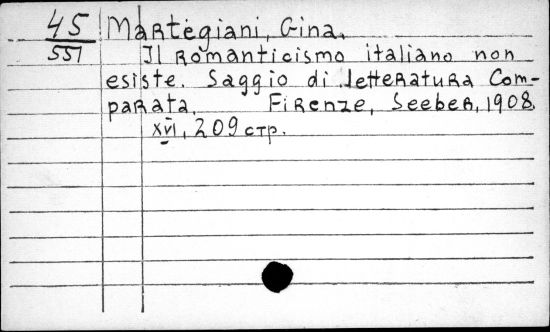 45 Martegiani, Gina.
551 Il romanticismo italiano non
esiste. Saggio di letteratura com-
parata. Firenze, Seeber, 1908.
XVI, 209 стр.